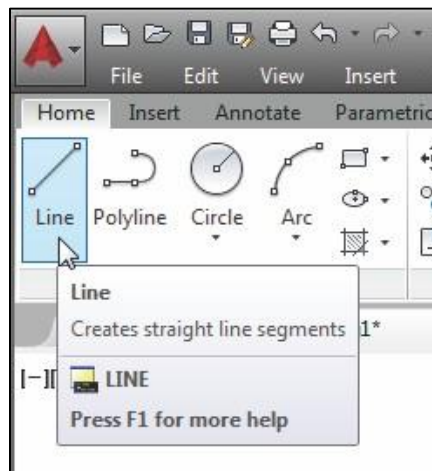 File Edit View Insert
Home Insert Annotate Parametric
Line Polyline Circle Arc
Line
Creates straight line segments
1*
[−][
LINE
Press F1 for more help